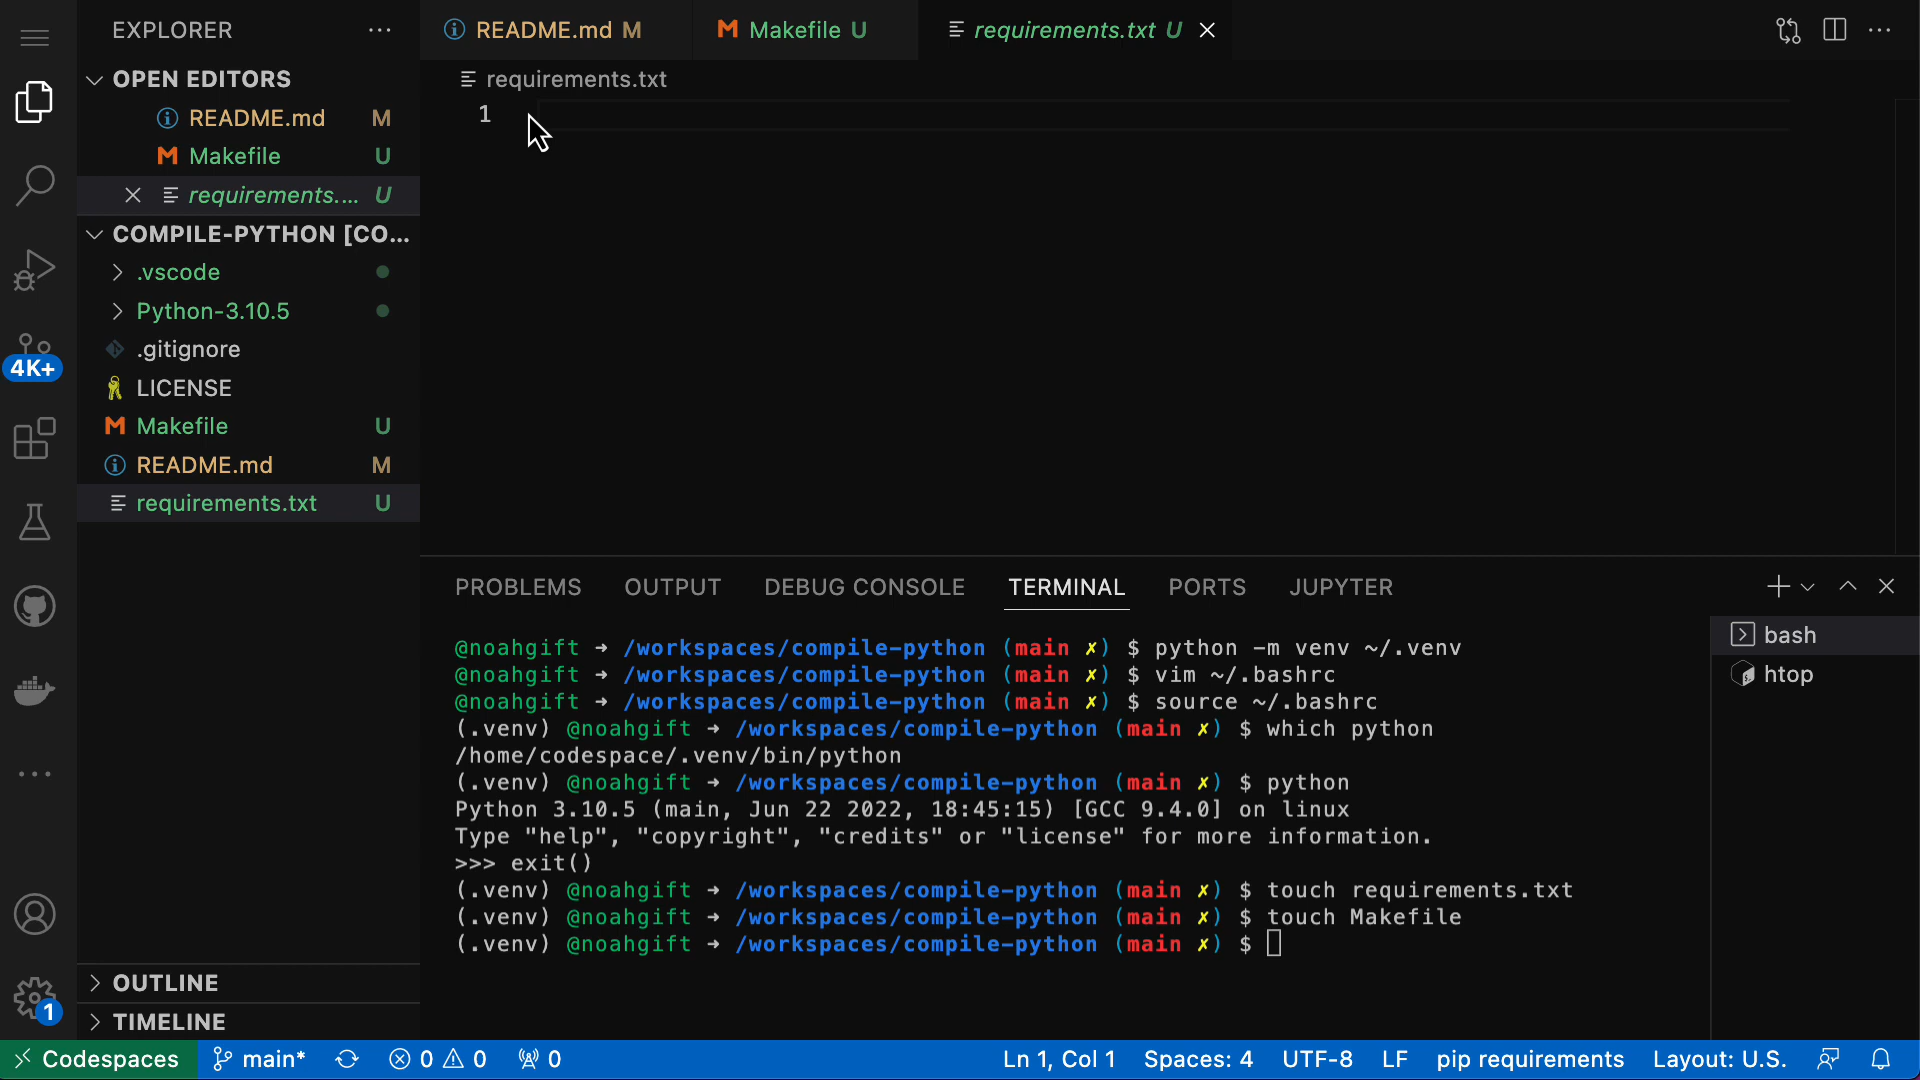 EXPLORER
README.md M
Makefile U
requirements.txt U
OPEN EDITORS
README.md M
Makefile U
requirements.... U
COMPILE-PYTHON [CO...
.vscode
Python-3.10.5
.gitignore
LICENSE
Makefile U
README.md M
requirements.txt U
OUTLINE
TIMELINE
4K+
1
requirements.txt
1
PROBLEMS OUTPUT DEBUG CONSOLE TERMINAL PORTS JUPYTER
@noahgift ➜ /workspaces/compile-python (main ✗) $ python -m venv ~/.venv
@noahgift ➜ /workspaces/compile-python (main ✗) $ vim ~/.bashrc
@noahgift ➜ /workspaces/compile-python (main ✗) $ source ~/.bashrc
(.venv) @noahgift ➜ /workspaces/compile-python (main ✗) $ which python
/home/codespace/.venv/bin/python
(.venv) @noahgift ➜ /workspaces/compile-python (main ✗) $ python
Python 3.10.5 (main, Jun 22 2022, 18:45:15) [GCC 9.4.0] on linux
Type "help", "copyright", "credits" or "license" for more information.
>>> exit()
(.venv) @noahgift ➜ /workspaces/compile-python (main ✗) $ touch requirements.txt
(.venv) @noahgift ➜ /workspaces/compile-python (main ✗) $ touch Makefile
(.venv) @noahgift ➜ /workspaces/compile-python (main ✗) $
bash
htop
Codespaces main* 0 0 0 Ln 1, Col 1 Spaces: 4 UTF-8 LF pip requirements Layout: U.S.